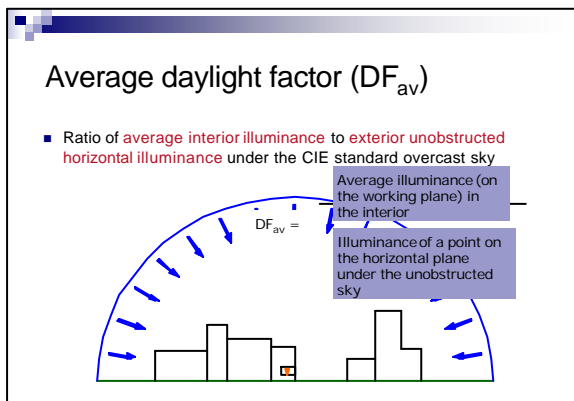 Average daylight factor (DFav)
Ratio of average interior illuminance to exterior unobstructed
horizontal illuminance under the CIE standard overcast sky
Average illuminance (on
the working plane) in
the interior
DFav =
Illuminance of a point on
the horizontal plane
under the unobstructed
sky